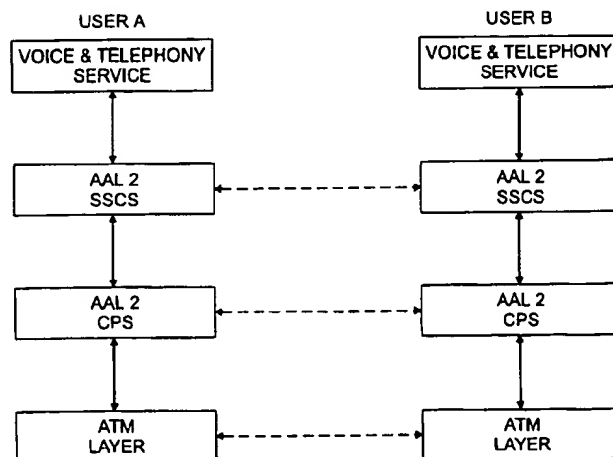 USER A
USER B
VOICE & TELEPHONY
SERVICE
VOICE & TELEPHONY
SERVICE
AAL 2
SSCS
AAL 2
SSCS
AAL 2
CPS
AAL 2
CPS
ATM
LAYER
ATM
LAYER